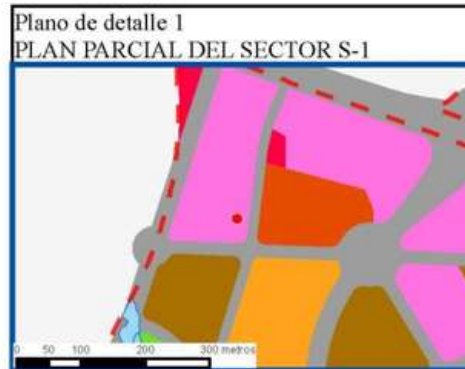 Plano de detalle 1
PLAN PARCIAL DEL SECTOR S-1
0 50 100 200 300 metros